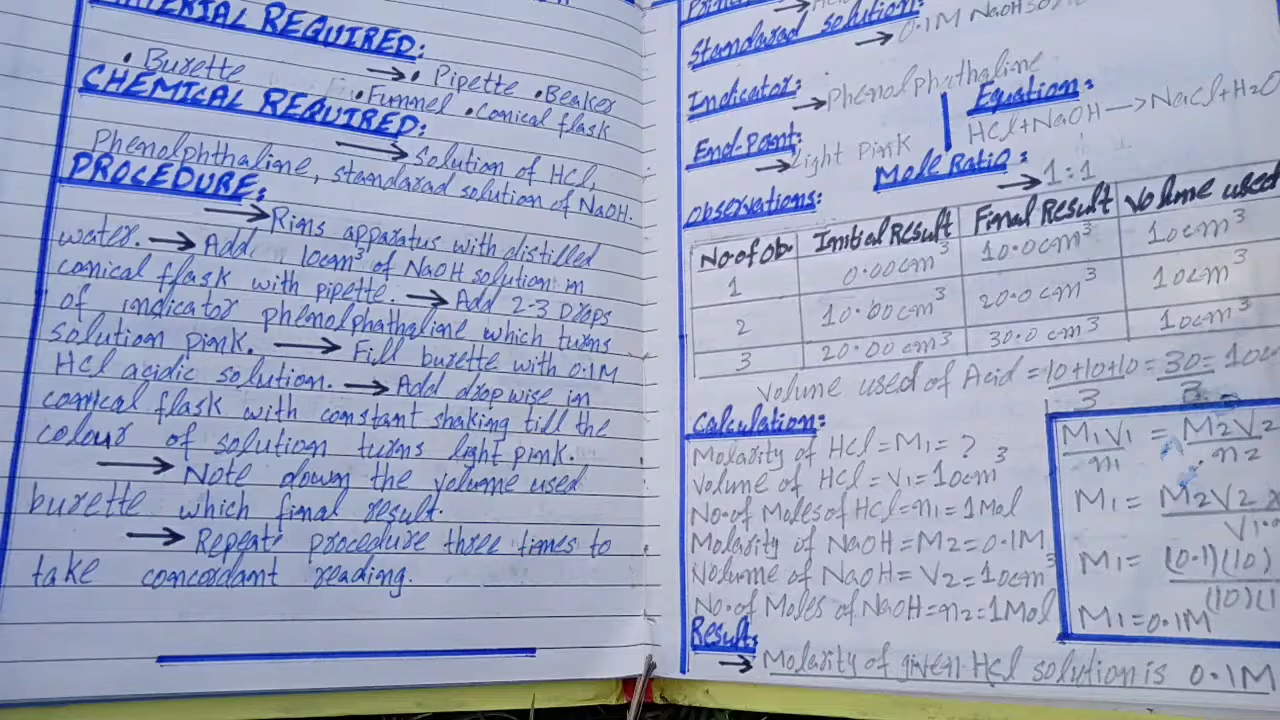 MATERIAL REQUIRED:
• Burette → • Pipette • Beaker
• Funnel • Conical flask
CHEMICAL REQUIRED:
→ Solution of HCl,
Phenolphthaline, standarad solution of NaOH.
PROCEDURE:
→ Rins apparatus with distilled
water. → Add 10cm³ of NaOH solution in
conical flask with pipette. → Add 2-3 Drops
of indicator phenolphathaline which turns
solution pink. → Fill burette with 0.1M
HCl acidic solution. → Add dropwise in
conical flask with constant shaking till the
colour of solution turns light pink.
→ Note down the volume used
burette which final result.
→ Repeat procedure three times to
take concordant reading.
Standarad solution:
→ 0.1M NaOH
Indicator:
→ Phenolphathaline
Equation:
HCl + NaOH → NaCl + H2O
End-Point:
→ light Pink
Mole Ratio:
→ 1:1
Observations:
No of Ob. Initial Result Final Result Volume used
1 0.00cm³ 10.0cm³ 10cm³
2 10.00cm³ 20.0cm³ 10cm³
3 20.00cm³ 30.0cm³ 10cm³
Volume used of Acid = 10+10+10/3 = 30/3 =
Calculation:
Molarity of HCl = M1 = ?
Volume of HCl = V1 = 10cm³
No. of Moles of HCl = n1 = 1Mol
Molarity of NaOH = M2 = 0.1M
Volume of NaOH = V2 = 10cm³
No. of Moles of NaOH = n2 = 1Mol
M1V1/n1 = M2V2/n2
M1 = M2V2
M1 = (0.1)(10)
M1 = 0.1M
Result:
→ Molarity of given HCl solution is 0.1M